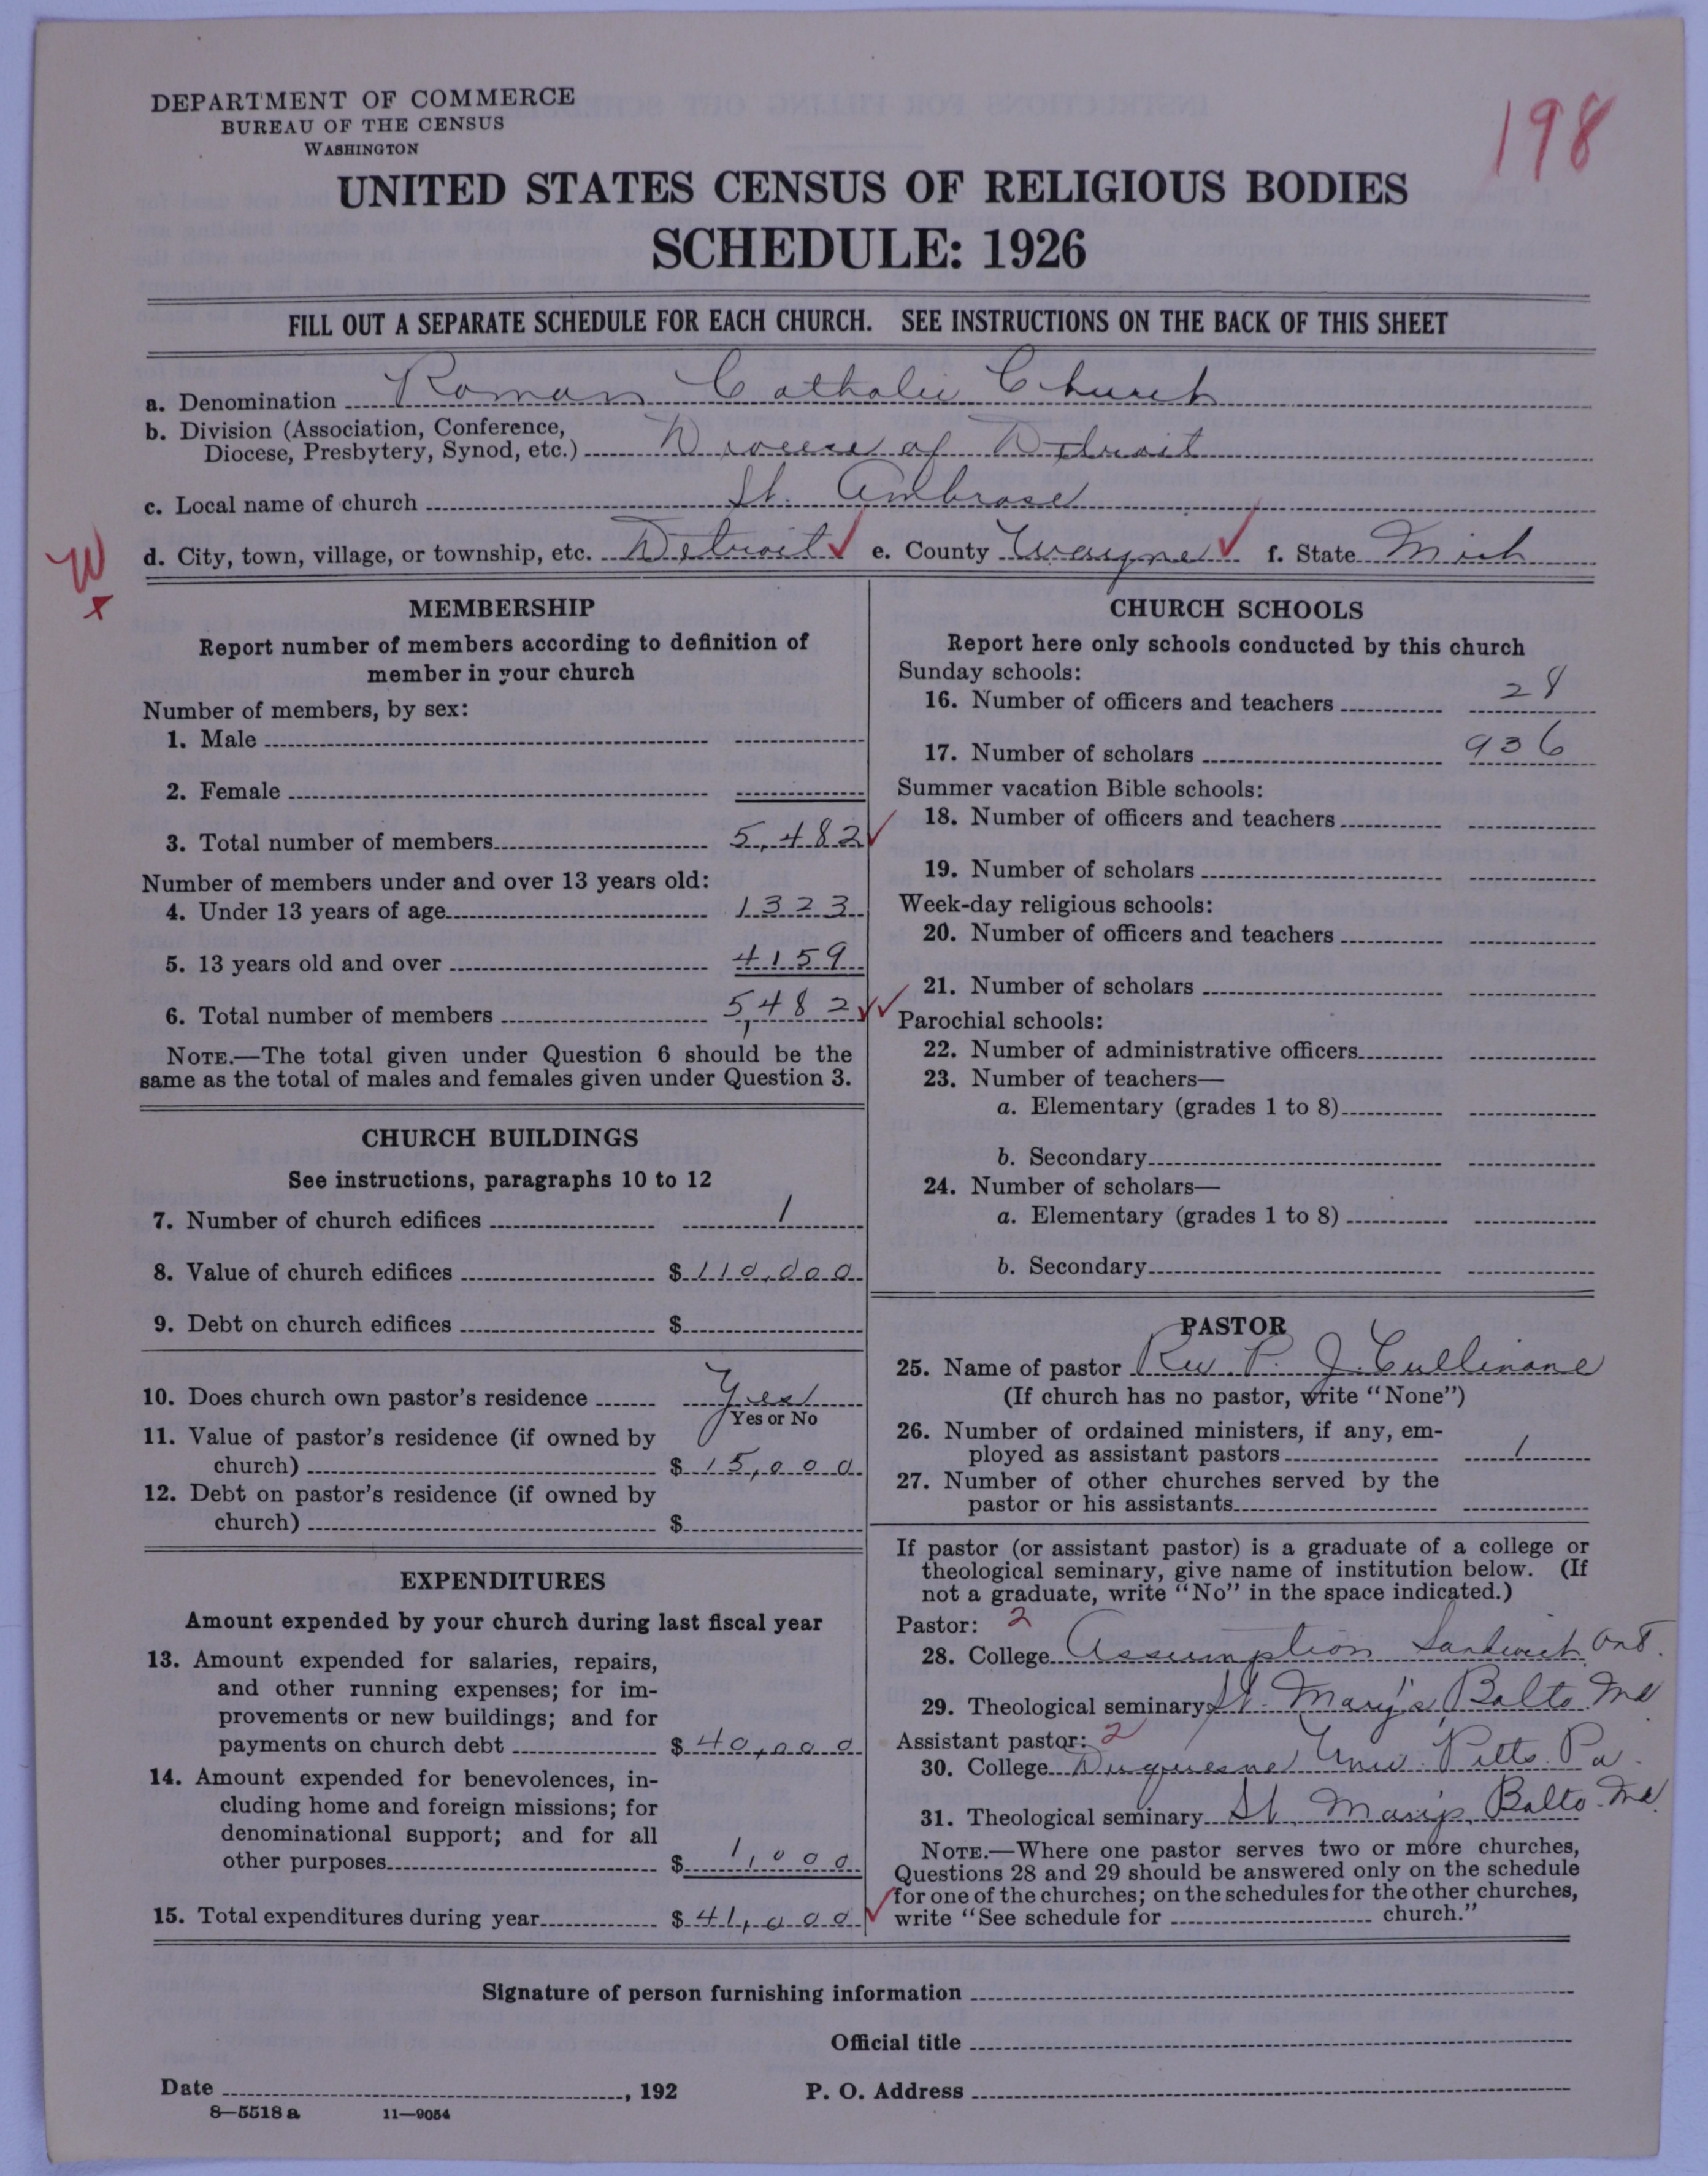 DEPARTMENT OF COMMERCE
BUREAU OF THE CENSUS
WASHINGTON
198
UNITED STATES CENSUS OF RELIGIOUS BODIES
SCHEDULE: 1926
FILL OUT A SEPARATE SCHEDULE FOR EACH CHURCH. SEE INSTRUCTIONS ON THE BACK OF THIS SHEET
a. Denomination Roman Catholic Church
b. Division (Association, Conference,
Diocese, Presbytery, Synod, etc.) Diocese of Detroit
c. Local name of church St. Ambrose
W
x
d. City, town, village, or township, etc. Detroit ✓ e. County Wayne ✓ f. State Mich
MEMBERSHIP
Report number of members according to definition of
member in your church
Number of members, by sex:
1. Male
2. Female
3. Total number of members 5,482 ✓
Number of members under and over 13 years old:
4. Under 13 years of age 1323
5. 13 years old and over 4159
6. Total number of members 5,482 ✓✓
NOTE.—The total given under Question 6 should be the
same as the total of males and females given under Question 3.
CHURCH BUILDINGS
See instructions, paragraphs 10 to 12
7. Number of church edifices 1
8. Value of church edifices $110,000
9. Debt on church edifices $
10. Does church own pastor's residence Yes
Yes or No
11. Value of pastor's residence (if owned by
church) $15,000
12. Debt on pastor's residence (if owned by
church) $
EXPENDITURES
Amount expended by your church during last fiscal year
13. Amount expended for salaries, repairs,
and other running expenses; for im-
provements or new buildings; and for
payments on church debt $40,000
14. Amount expended for benevolences, in-
cluding home and foreign missions; for
denominational support; and for all
other purposes $1,000
15. Total expenditures during year $41,000 ✓
CHURCH SCHOOLS
Report here only schools conducted by this church
Sunday schools:
16. Number of officers and teachers 28
17. Number of scholars 936
Summer vacation Bible schools:
18. Number of officers and teachers
19. Number of scholars
Week-day religious schools:
20. Number of officers and teachers
21. Number of scholars
Parochial schools:
22. Number of administrative officers
23. Number of teachers—
a. Elementary (grades 1 to 8)
b. Secondary
24. Number of scholars—
a. Elementary (grades 1 to 8)
b. Secondary
PASTOR
25. Name of pastor Rev. P. J. Cullinane
(If church has no pastor, write "None")
26. Number of ordained ministers, if any, em-
ployed as assistant pastors 1
27. Number of other churches served by the
pastor or his assistants
If pastor (or assistant pastor) is a graduate of a college or
theological seminary, give name of institution below. (If
not a graduate, write "No" in the space indicated.)
Pastor: 2
28. College Assumption Sandwich Ont.
29. Theological seminary St. Mary's Balto Md
Assistant pastor: 2
30. College Duquesne Univ. Pitts. Pa.
31. Theological seminary St. Mary's, Balto. Md.
NOTE.—Where one pastor serves two or more churches,
Questions 28 and 29 should be answered only on the schedule
for one of the churches; on the schedules for the other churches,
write "See schedule for church."
Signature of person furnishing information
Official title
Date , 192 P. O. Address
8—5518 a 11—9054